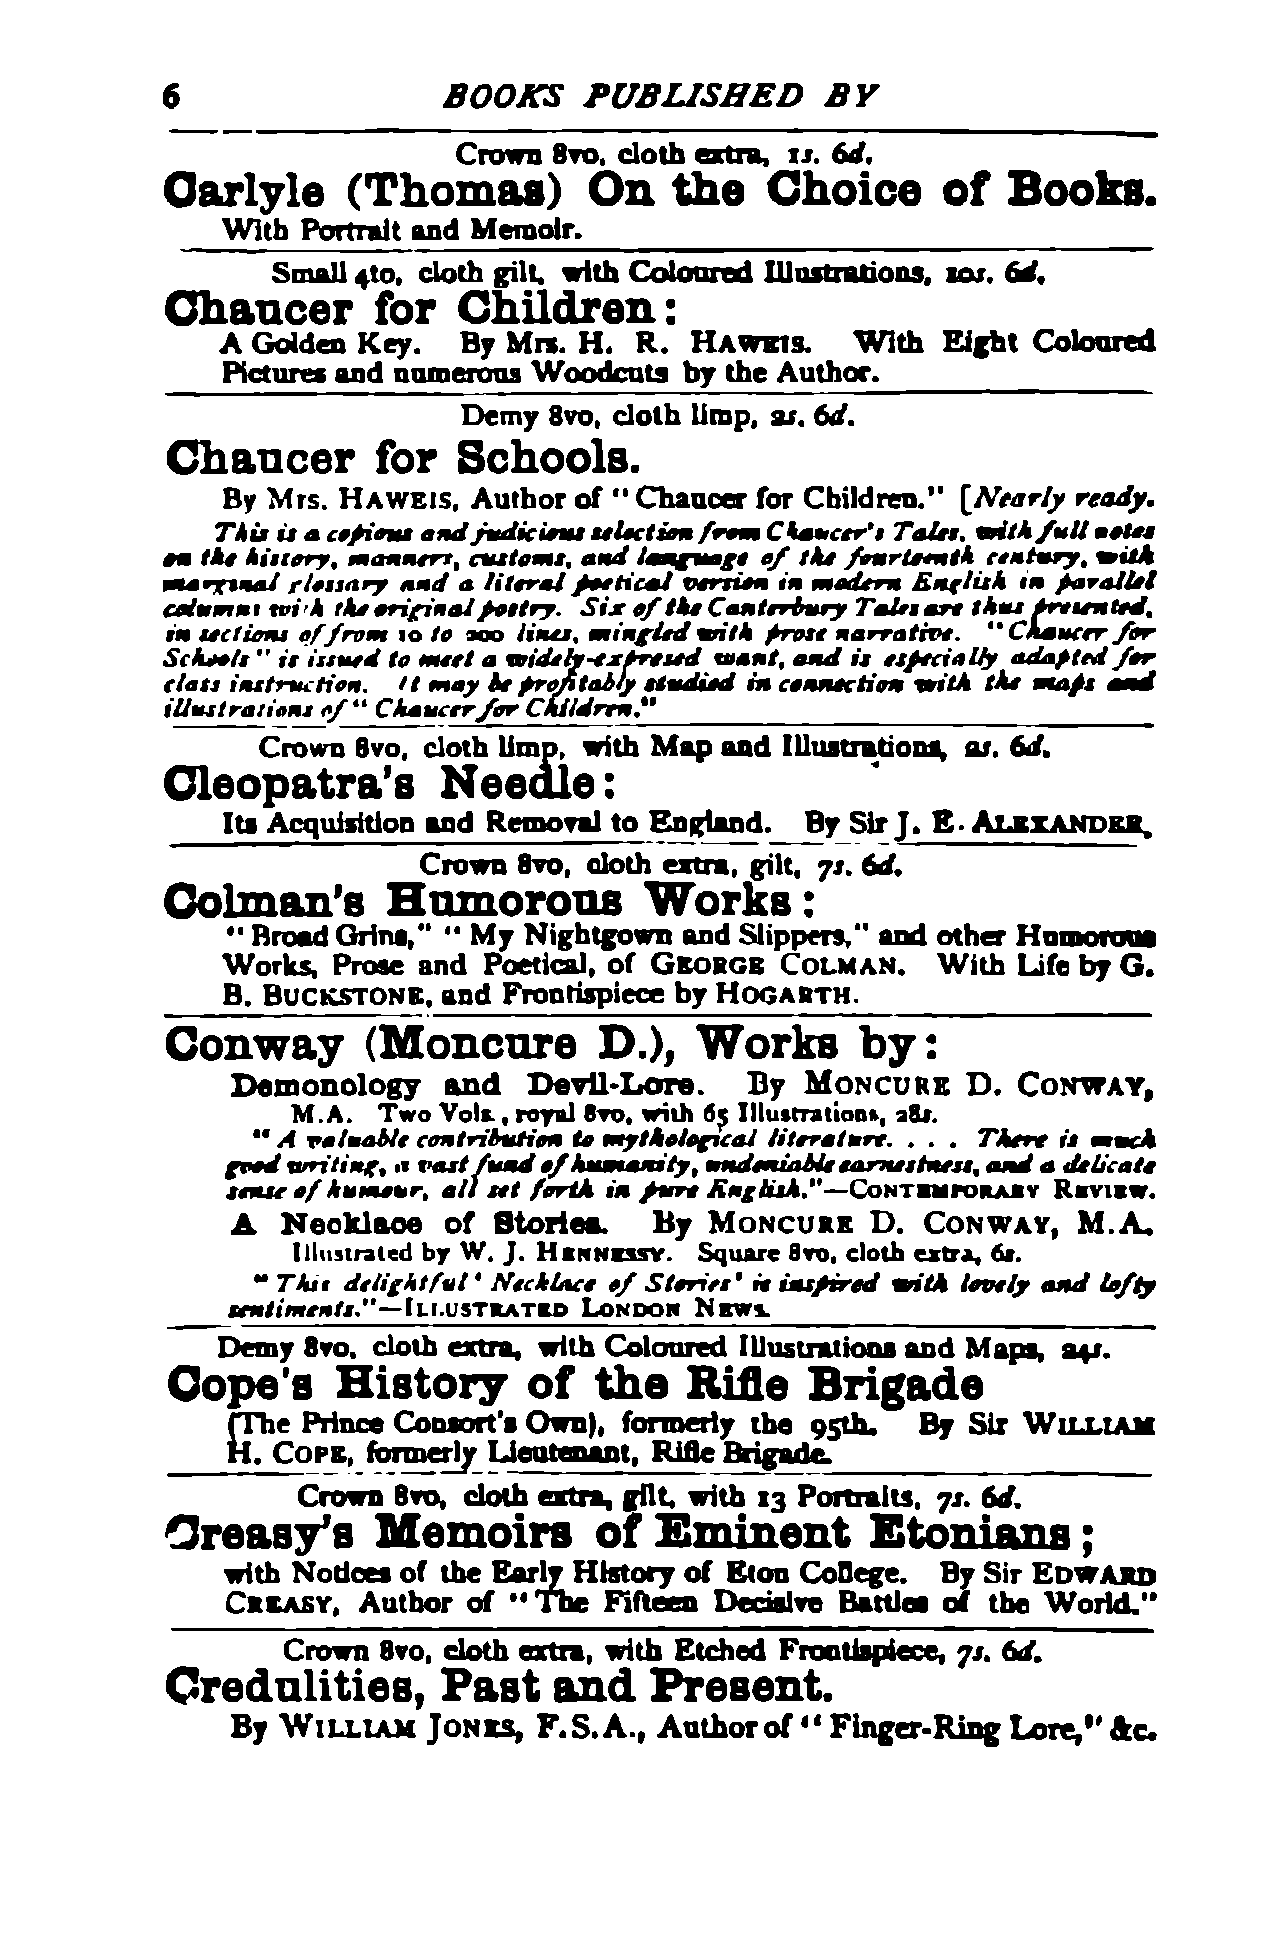 6 BOOKS PUBLISHED BY
Crown 8vo, cloth extra, 1s. 6d.
Carlyle (Thomas) On the Choice of Books.
With Portrait and Memoir.
Small 4to, cloth gilt, with Coloured Illustrations, 10s. 6d.
Chaucer for Children:
A Golden Key. By Mrs. H. R. HAWEIS. With Eight Coloured
Pictures and numerous Woodcuts by the Author.
Demy 8vo, cloth limp, 2s. 6d.
Chaucer for Schools.
By Mrs. HAWEIS, Author of "Chaucer for Children." [Nearly ready.
This is a copious and judicious selection from Chaucer's Tales, with full notes
on the history, manners, customs, and language of the fourteenth century, with
marginal glossary and a literal poetical version in modern English in parallel
columns with the original poetry. Six of the Canterbury Tales are thus presented,
in sections of from 10 to 200 lines, mingled with prose narrative. "Chaucer for
Schools" is issued to meet a widely-expressed want, and is especially adapted for
class instruction. It may be profitably studied in connection with the maps and
illustrations of "Chaucer for Children."
Crown 8vo, cloth limp, with Map and Illustrations, 2s. 6d.
Cleopatra's Needle:
Its Acquisition and Removal to England. By Sir J. E. ALEXANDER.
Crown 8vo, cloth extra, gilt, 7s. 6d.
Colman's Humorous Works:
"Broad Grins," "My Nightgown and Slippers," and other Humorous
Works, Prose and Poetical, of GEORGE COLMAN. With Life by G.
B. BUCKSTONE, and Frontispiece by HOGARTH.
Conway (Moncure D.), Works by:
Demonology and Devil-Lore. By MONCURE D. CONWAY,
M.A. Two Vols., royal 8vo, with 65 Illustrations, 28s.
"A valuable contribution to mythological literature. . . . There is much
good writing, a vast fund of humanity, undeniable earnestness, and a delicate
sense of humour, all set forth in pure English."—CONTEMPORARY REVIEW.
A Necklace of Stories. By MONCURE D. CONWAY, M.A.
Illustrated by W. J. HENNESSY. Square 8vo, cloth extra, 6s.
"This delightful 'Necklace of Stories' is inspired with lovely and lofty
sentiments."—ILLUSTRATED LONDON NEWS.
Demy 8vo, cloth extra, with Coloured Illustrations and Maps, 24s.
Cope's History of the Rifle Brigade
(The Prince Consort's Own), formerly the 95th. By Sir WILLIAM
H. COPE, formerly Lieutenant, Rifle Brigade.
Crown 8vo, cloth extra, gilt, with 13 Portraits, 7s. 6d.
Creasy's Memoirs of Eminent Etonians;
with Notices of the Early History of Eton College. By Sir EDWARD
CREASY, Author of "The Fifteen Decisive Battles of the World."
Crown 8vo, cloth extra, with Etched Frontispiece, 7s. 6d.
Credulities, Past and Present.
By WILLIAM JONES, F.S.A., Author of "Finger-Ring Lore," &c.